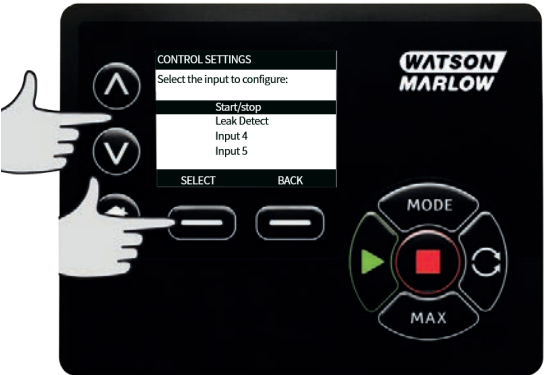 CONTROL SETTINGS
Select the input to configure:
Start/stop
Leak Detect
Input 4
Input 5
SELECT BACK
WATSON
MARLOW
MODE
MAX